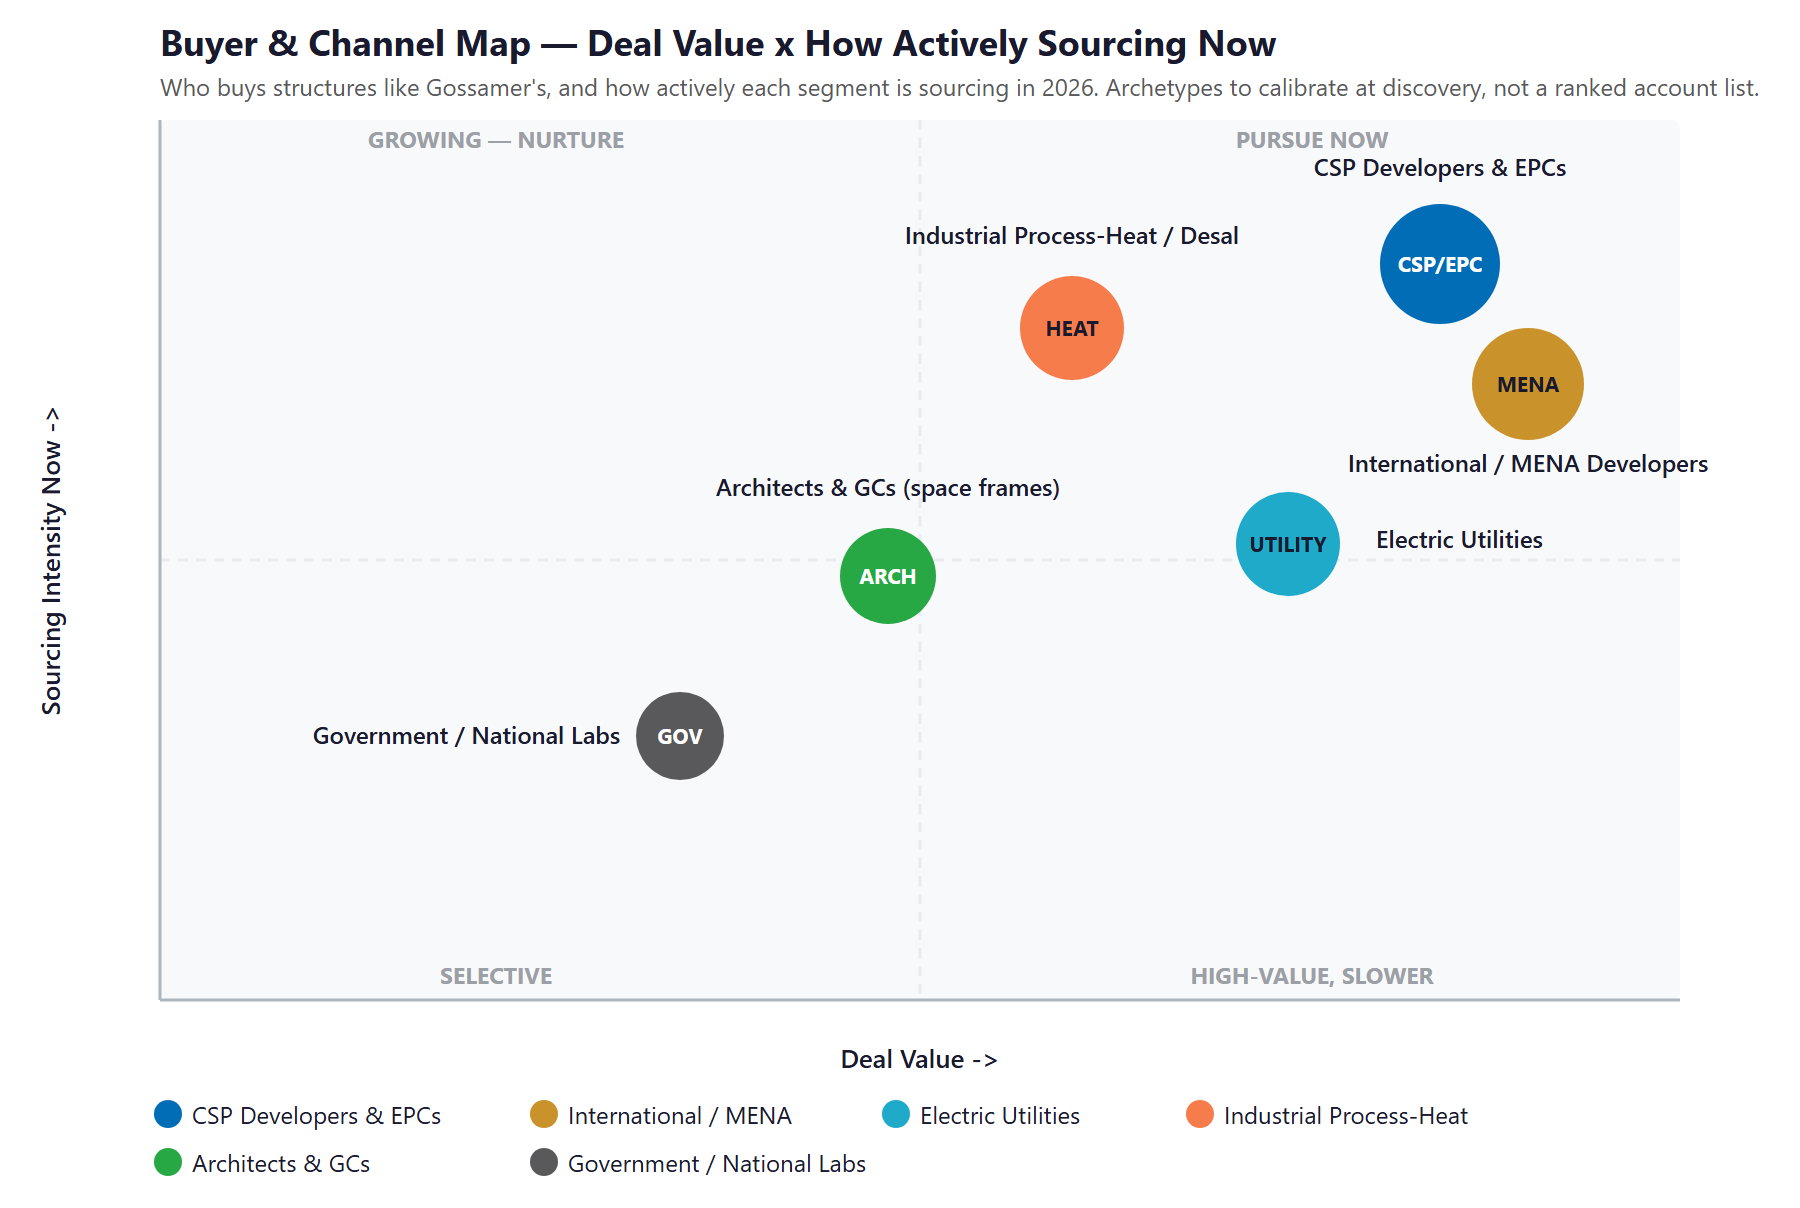 Buyer & Channel Map — Deal Value x How Actively Sourcing Now
Who buys structures like Gossamer's, and how actively each segment is sourcing in 2026. Archetypes to calibrate at discovery, not a ranked account list.
GROWING — NURTURE
PURSUE NOW
CSP Developers & EPCs
Industrial Process-Heat / Desal
CSP/EPC
HEAT
MENA
International / MENA Developers
Architects & GCs (space frames)
UTILITY
Electric Utilities
ARCH
Sourcing Intensity Now ->
Government / National Labs
GOV
SELECTIVE
HIGH-VALUE, SLOWER
Deal Value ->
CSP Developers & EPCs
International / MENA
Electric Utilities
Industrial Process-Heat
Architects & GCs
Government / National Labs